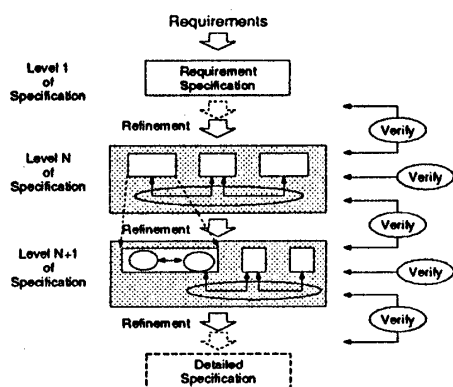 Requirements
Level 1
of
Specification
Requirement
Specification
Refinement
Verify
Level N
of
Specification
Verify
Refinement
Verify
Level N+1
of
Specification
Verify
Refinement
Verify
Detailed
Specification